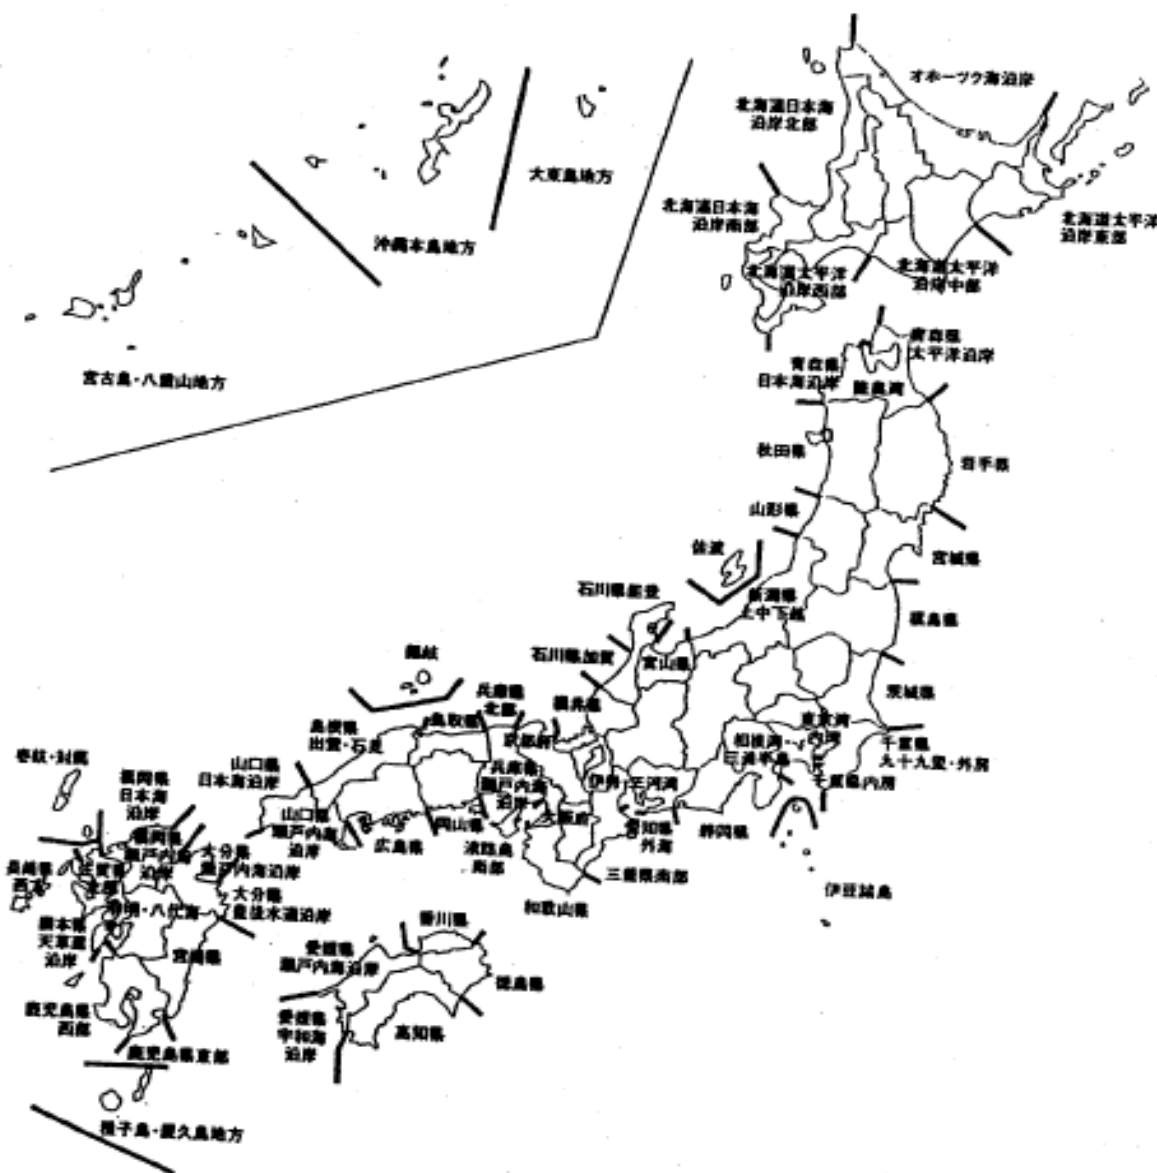 オホーツク海沿岸
北海道日本海
沿岸北部
大東島地方
北海道日本海
沿岸南部
北海道太平洋
沿岸東部
沖縄本島地方
北海道太平洋
沿岸中部
北海道太平洋
沿岸西部
宮古島・八重山地方
青森県
太平洋沿岸
青森県
日本海沿岸
陸奥湾
秋田県
岩手県
山形県
宮城県
佐渡
石川県能登
新潟県
上中下越
福島県
石川県加賀
富山県
茨城県
隠岐
兵庫県
北部
福井県
島根県
出雲・石見
鳥取県
京都府
東京湾
内湾
相模湾・
三浦半島
千葉県
九十九里・外房
千葉県内房
壱岐・対馬
山口県
日本海沿岸
福岡県
日本海
沿岸
兵庫県
瀬戸内海
沿岸
伊勢・三河湾
山口県
瀬戸内海
沿岸
岡山県
大阪府
愛知県
外海
静岡県
広島県
淡路島
南部
福岡県
瀬戸内海
沿岸
大分県
瀬戸内海沿岸
長崎県
西方
佐賀県
北部
三重県南部
伊豆諸島
和歌山県
大分県
豊後水道沿岸
有明・八代海
熊本県
天草灘
沿岸
宮崎県
香川県
愛媛県
瀬戸内海沿岸
徳島県
鹿児島県
西部
愛媛県
宇和海
沿岸
高知県
鹿児島県東部
種子島・屋久島地方